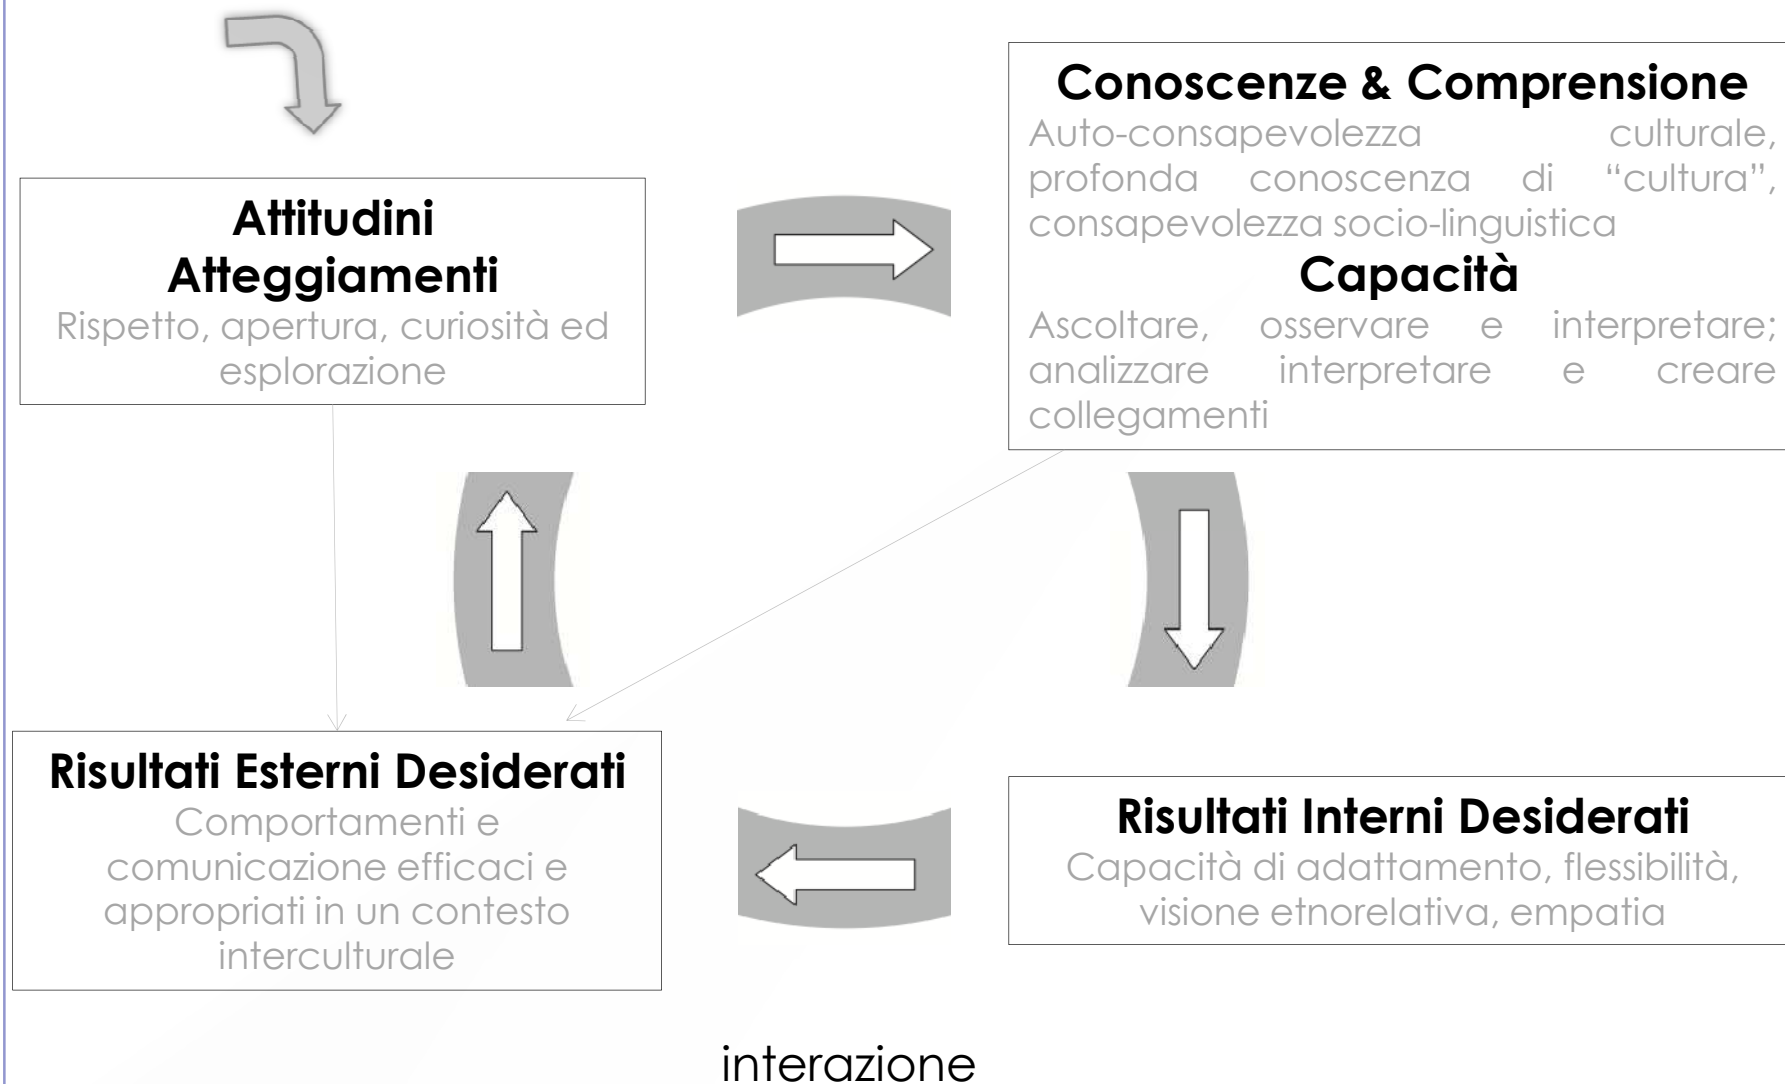 Attitudini
Atteggiamenti
Rispetto, apertura, curiosità ed
esplorazione
Conoscenze & Comprensione
Auto-consapevolezza culturale,
profonda conoscenza di “cultura”,
consapevolezza socio-linguistica
Capacità
Ascoltare, osservare e interpretare;
analizzare interpretare e creare
collegamenti
Risultati Esterni Desiderati
Comportamenti e
comunicazione efficaci e
appropriati in un contesto
interculturale
Risultati Interni Desiderati
Capacità di adattamento, flessibilità,
visione etnorelativa, empatia
interazione